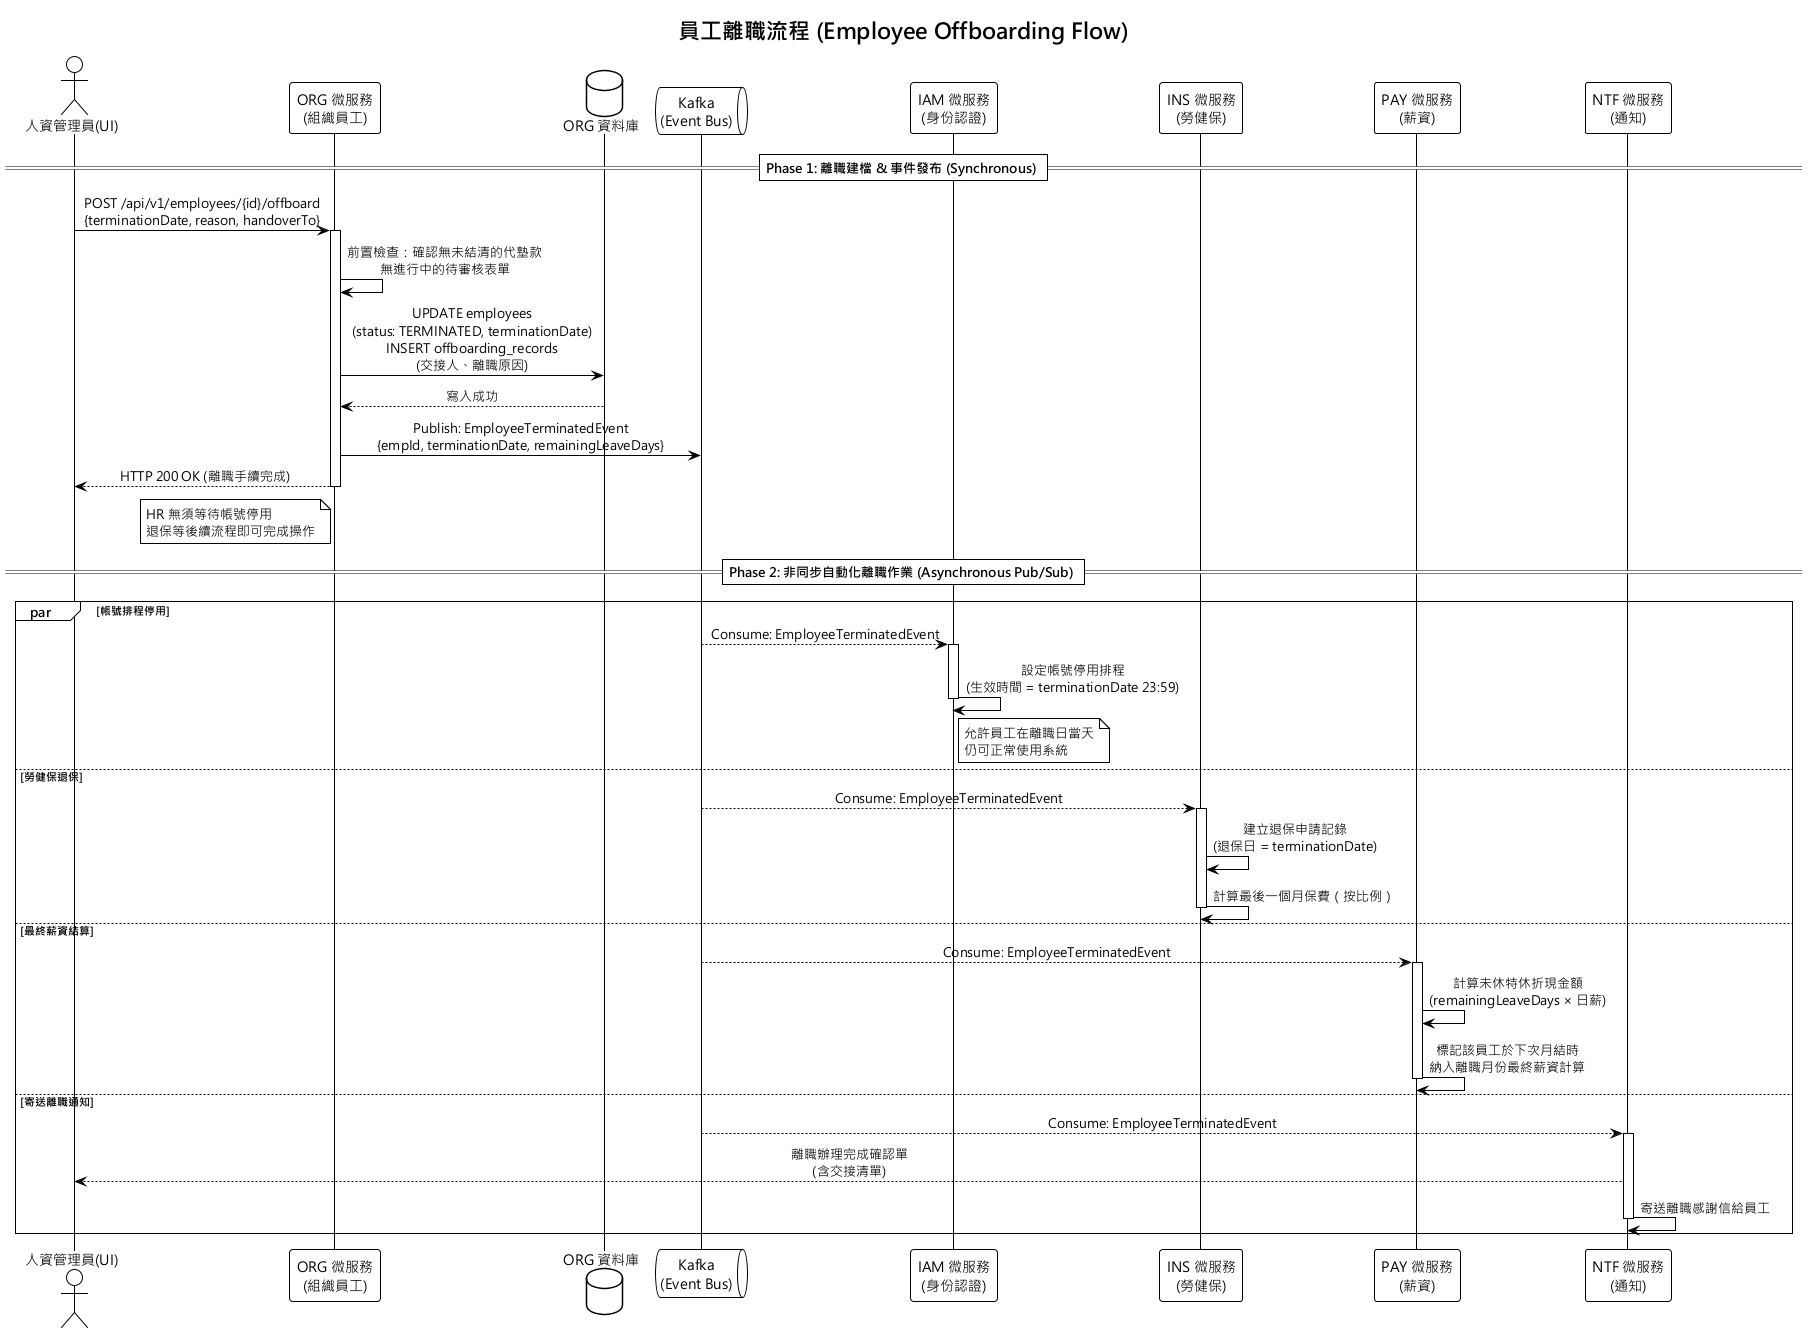 員工離職流程 (Employee Offboarding Flow)
人資管理員(UI)
ORG 微服務
(組織員工)
ORG 資料庫
Kafka
(Event Bus)
IAM 微服務
(身份認證)
INS 微服務
(勞健保)
PAY 微服務
(薪資)
NTF 微服務
(通知)
Phase 1: 離職建檔 & 事件發布 (Synchronous)
POST /api/v1/employees/{id}/offboard
{terminationDate, reason, handoverTo}
前置檢查：確認無未結清的代墊款
無進行中的待審核表單
UPDATE employees
(status: TERMINATED, terminationDate)
INSERT offboarding_records
(交接人、離職原因)
寫入成功
Publish: EmployeeTerminatedEvent
{empId, terminationDate, remainingLeaveDays}
HTTP 200 OK (離職手續完成)
HR 無須等待帳號停用
退保等後續流程即可完成操作
Phase 2: 非同步自動化離職作業 (Asynchronous Pub/Sub)
par
[帳號排程停用]
Consume: EmployeeTerminatedEvent
設定帳號停用排程
(生效時間 = terminationDate 23:59)
允許員工在離職日當天
仍可正常使用系統
[勞健保退保]
Consume: EmployeeTerminatedEvent
建立退保申請記錄
(退保日 = terminationDate)
計算最後一個月保費（按比例）
[最終薪資結算]
Consume: EmployeeTerminatedEvent
計算未休特休折現金額
(remainingLeaveDays × 日薪)
標記該員工於下次月結時
納入離職月份最終薪資計算
[寄送離職通知]
Consume: EmployeeTerminatedEvent
離職辦理完成確認單
(含交接清單)
寄送離職感謝信給員工
人資管理員(UI)
ORG 微服務
(組織員工)
ORG 資料庫
Kafka
(Event Bus)
IAM 微服務
(身份認證)
INS 微服務
(勞健保)
PAY 微服務
(薪資)
NTF 微服務
(通知)